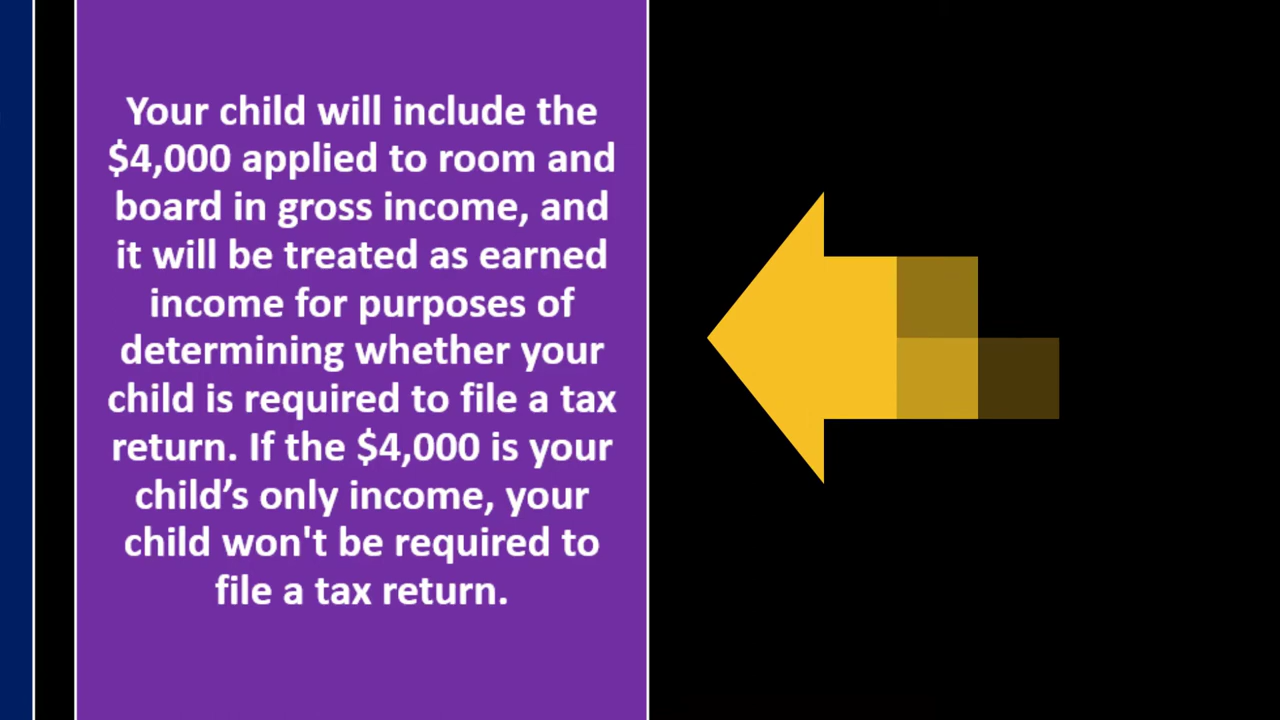 Your child will include the
$4,000 applied to room and
board in gross income, and
it will be treated as earned
income for purposes of
determining whether your
child is required to file a tax
return. If the $4,000 is your
child’s only income, your
child won't be required to
file a tax return.